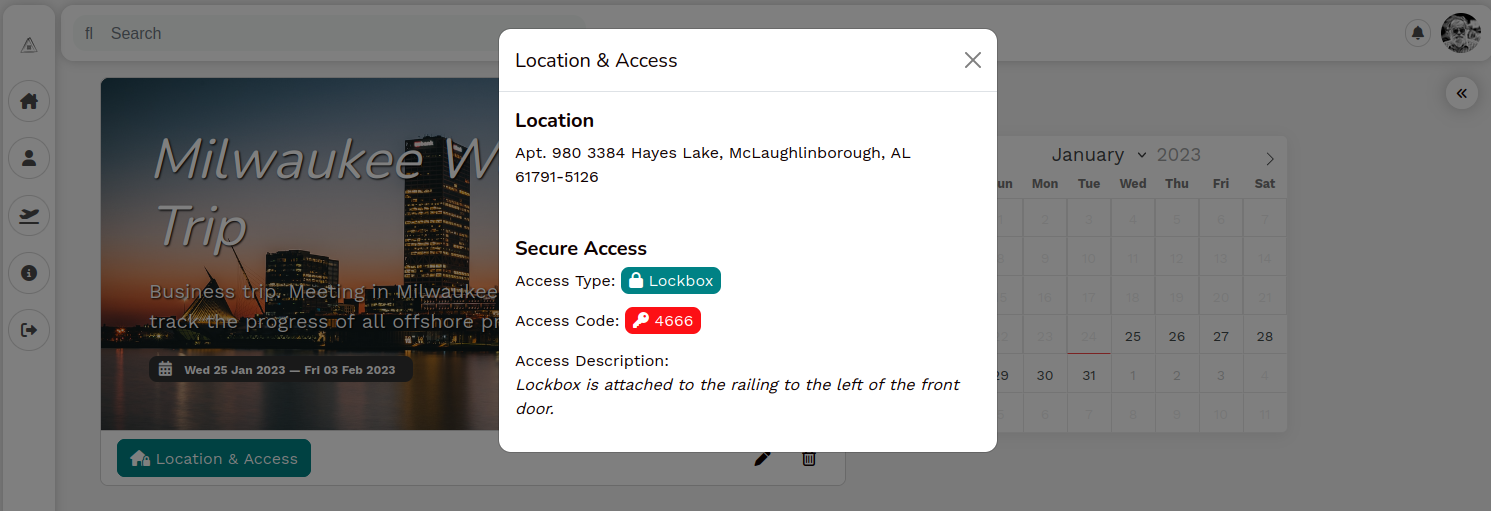 fl Search
Location & Access
Location
Apt. 980 3384 Hayes Lake, McLaughlinborough, AL
61791-5126
Secure Access
Access Type: Lockbox
Access Code: 4666
Access Description:
Lockbox is attached to the railing to the left of the front
door.
Milwaukee W
Trip
Business trip. Meeting in Milwaukee
track the progress of all offshore pr
Wed 25 Jan 2023 — Fri 03 Feb 2023
Location & Access
January 2023
un Mon Tue Wed Thu Fri Sat
2 3 4 5 6 7
8 9 10 11 12 13 14
15 16 17 18 19 20 21
22 23 24 25 26 27 28
29 30 31 1 2 3 4
5 6 7 8 9 10 11